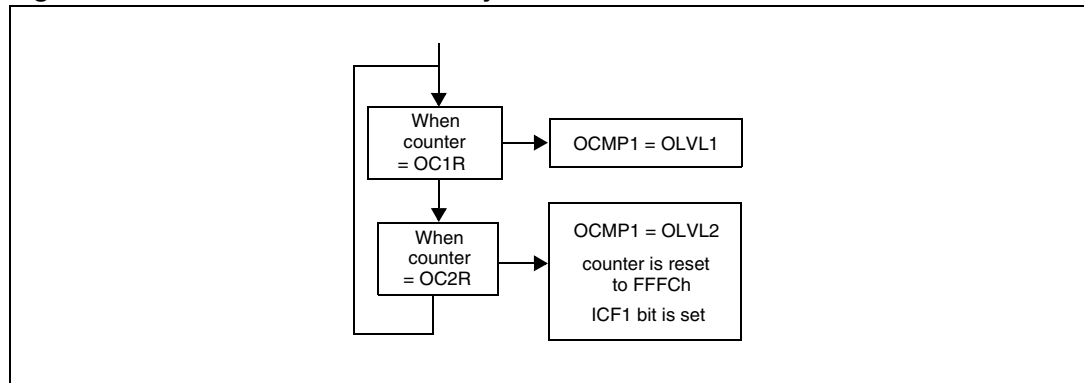 When
counter
= OC1R
OCMP1 = OLVL1
When
counter
= OC2R
OCMP1 = OLVL2
counter is reset
to FFFCh
ICF1 bit is set